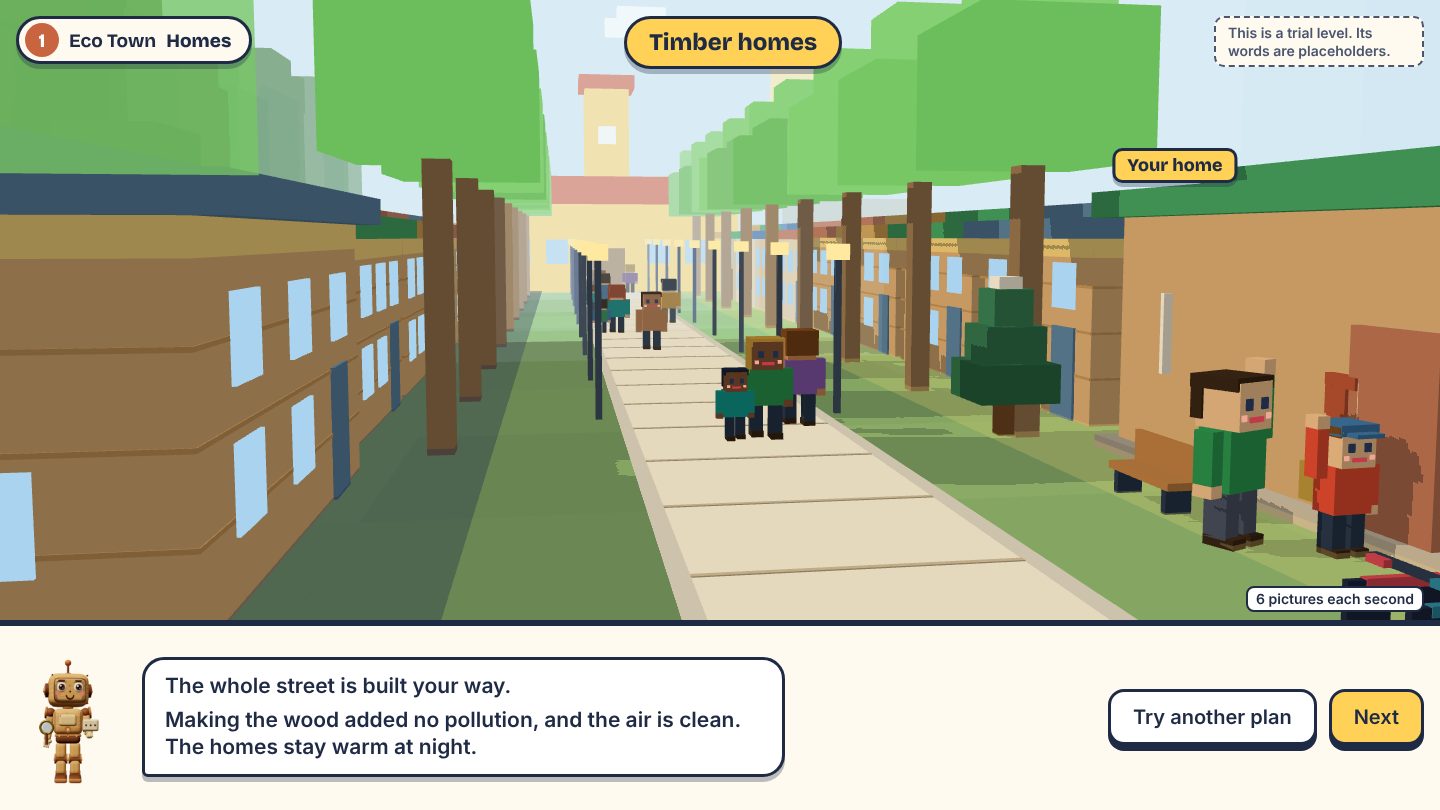 1 Eco Town Homes
Timber homes
This is a trial level. Its
words are placeholders.
Your home
6 pictures each second
The whole street is built your way.
Making the wood added no pollution, and the air is clean.
The homes stay warm at night.
Try another plan
Next